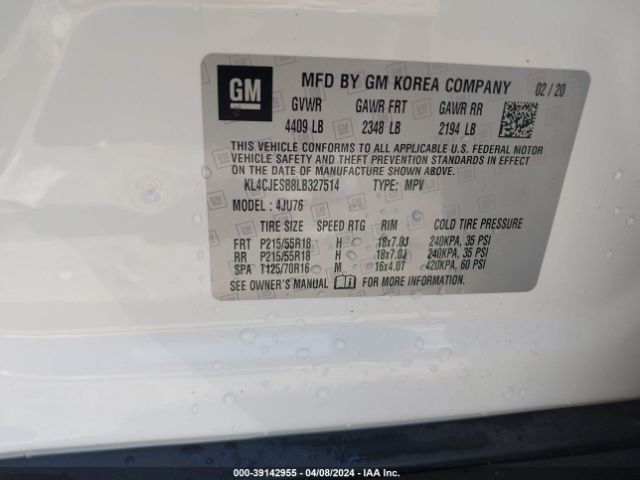 GM
MFD BY GM KOREA COMPANY 02/20
GVWR GAWR FRT GAWR RR
4409 LB 2348 LB 2194 LB
THIS VEHICLE CONFORMS TO ALL APPLICABLE U.S. FEDERAL MOTOR
VEHICLE SAFETY AND THEFT PREVENTION STANDARDS IN EFFECT ON
THE DATE OF MANUFACTURE SHOWN ABOVE.
KL4CJESB8LB327514 TYPE: MPV
MODEL : 4JU76
TIRE SIZE SPEED RTG RIM COLD TIRE PRESSURE
FRT P215/55R18 H 18x7.0J 240KPA, 35 PSI
RR P215/55R18 H 18x7.0J 240KPA, 35 PSI
SPA T125/70R16 M 16x4.0T 420KPA, 60 PSI
SEE OWNER'S MANUAL FOR MORE INFORMATION.
000-39142955 | 04/08/2024 | IAA Inc.